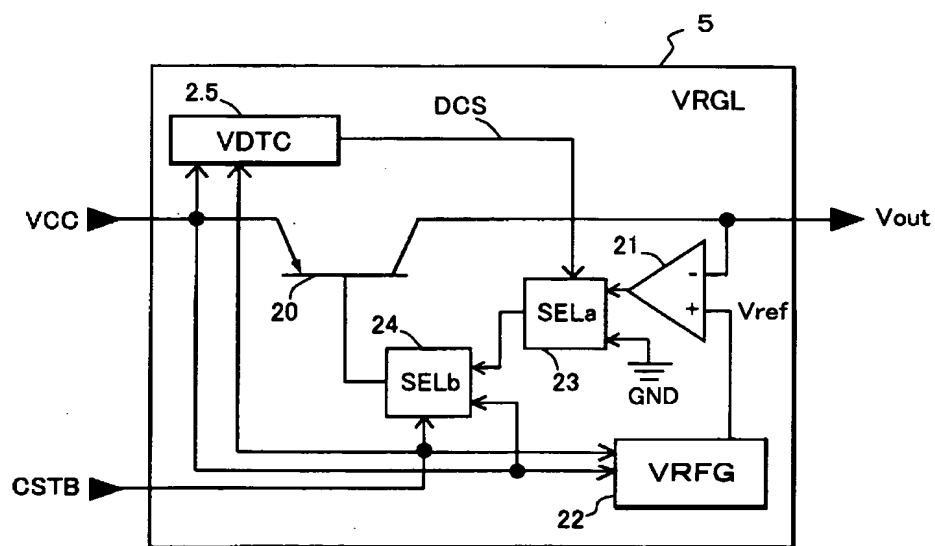 5
VRGL
2.5
DCS
VDTC
VCC
Vout
21
-
+
Vref
20
24
SELa
23
GND
SELb
CSTB
VRFG
22